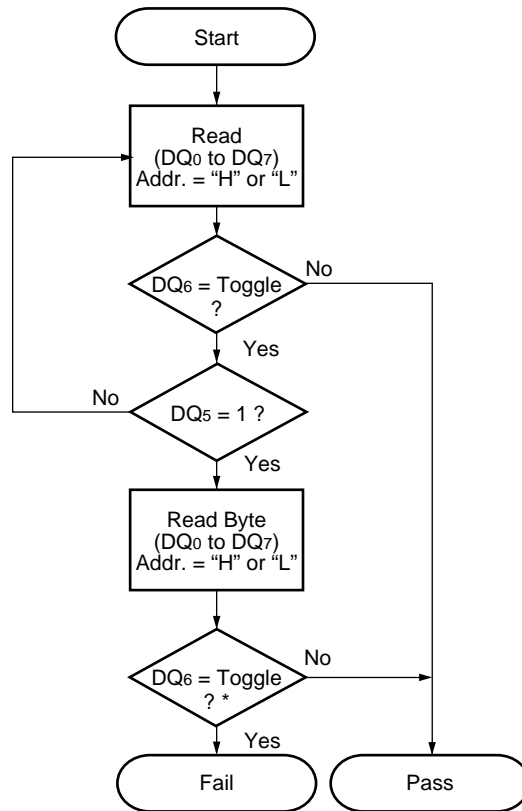 Start
Read
(DQ0 to DQ7)
Addr. = “H” or “L”
DQ6 = Toggle
?
No
Yes
No
DQ5 = 1 ?
Yes
Read Byte
(DQ0 to DQ7)
Addr. = “H” or “L”
No
DQ6 = Toggle
? *
Yes
Fail
Pass